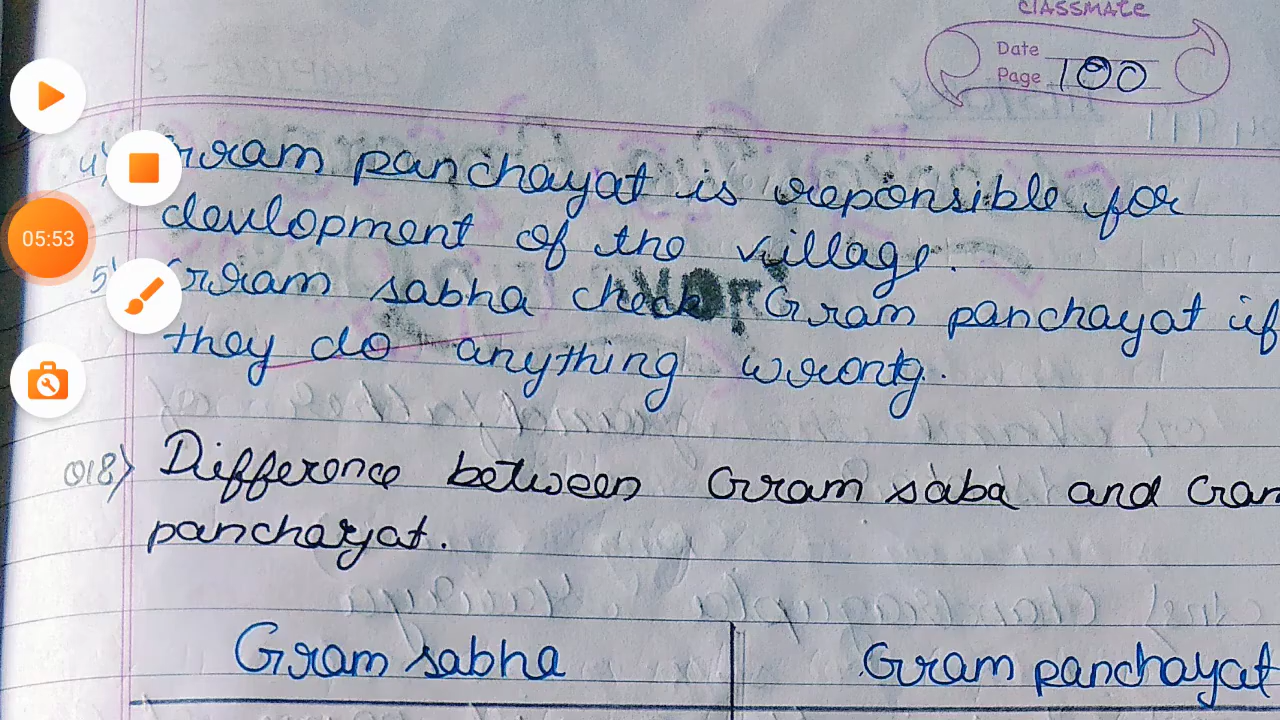 classmate
Date
Page 100
4) Gram panchayat is reponsible for
devlopment of the village.
5) Gram sabha check Gram panchayat if
they do anything wrong.
05:53
Q18) Difference between Gram saba and Gram
panchayat.
Gram sabha Gram panchayat